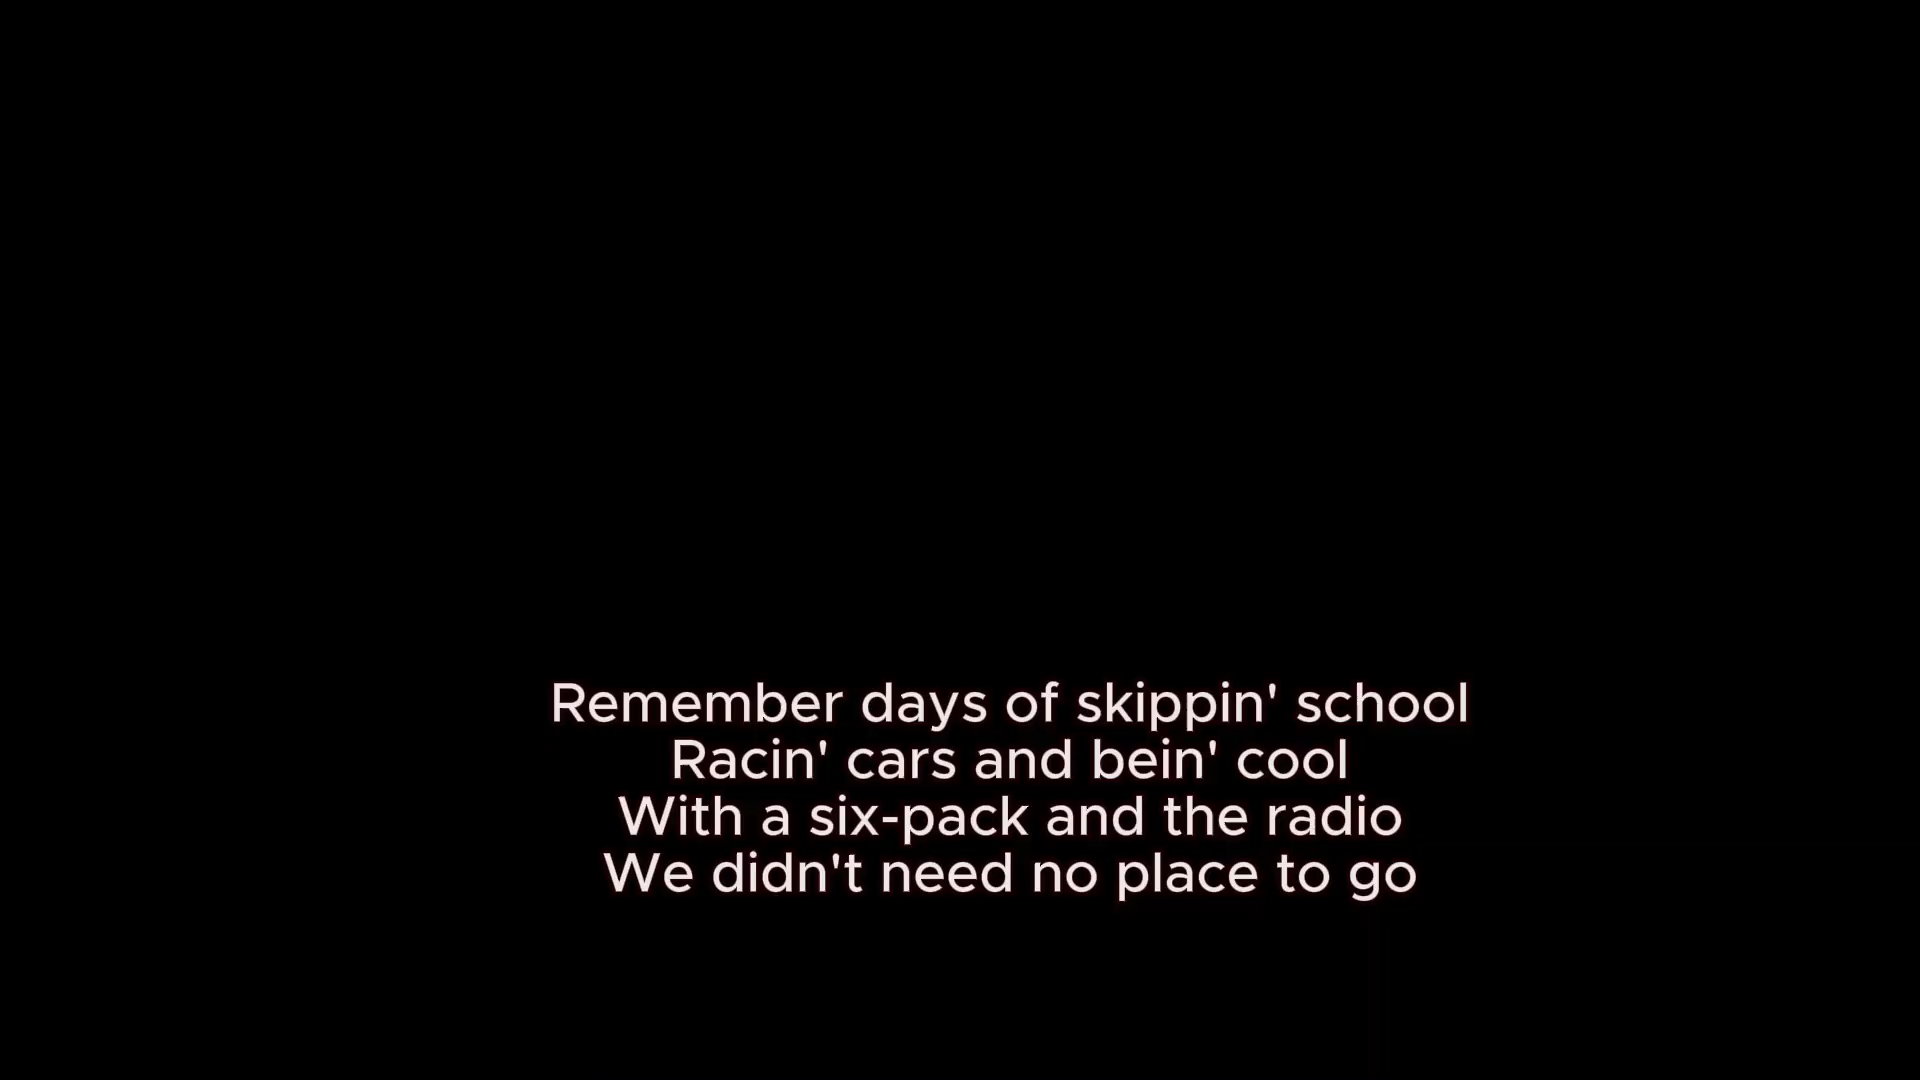 Remember days of skippin' school
Racin' cars and bein' cool
With a six-pack and the radio
We didn't need no place to go